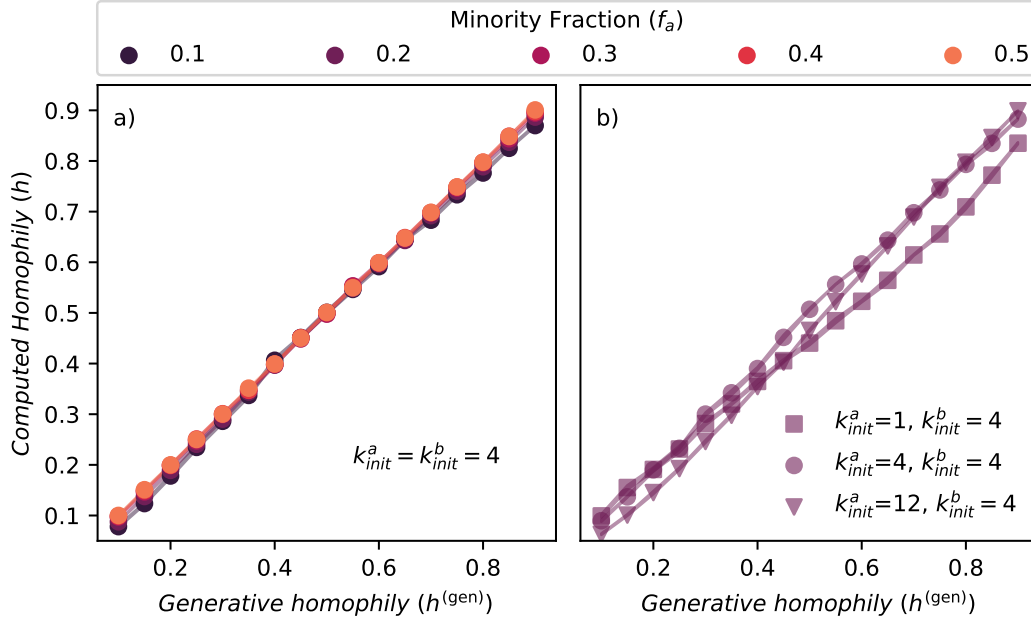 Minority Fraction (f_a)
0.1 0.2 0.3 0.4 0.5
a)
b)
Computed Homophily (h)
0.9
0.8
0.7
0.6
0.5
0.4
0.3
0.2
0.1
k^a_init = k^b_init = 4
k^a_init=1, k^b_init = 4
k^a_init=4, k^b_init = 4
k^a_init=12, k^b_init = 4
0.2 0.4 0.6 0.8
0.2 0.4 0.6 0.8
Generative homophily (h^(gen))
Generative homophily (h^(gen))